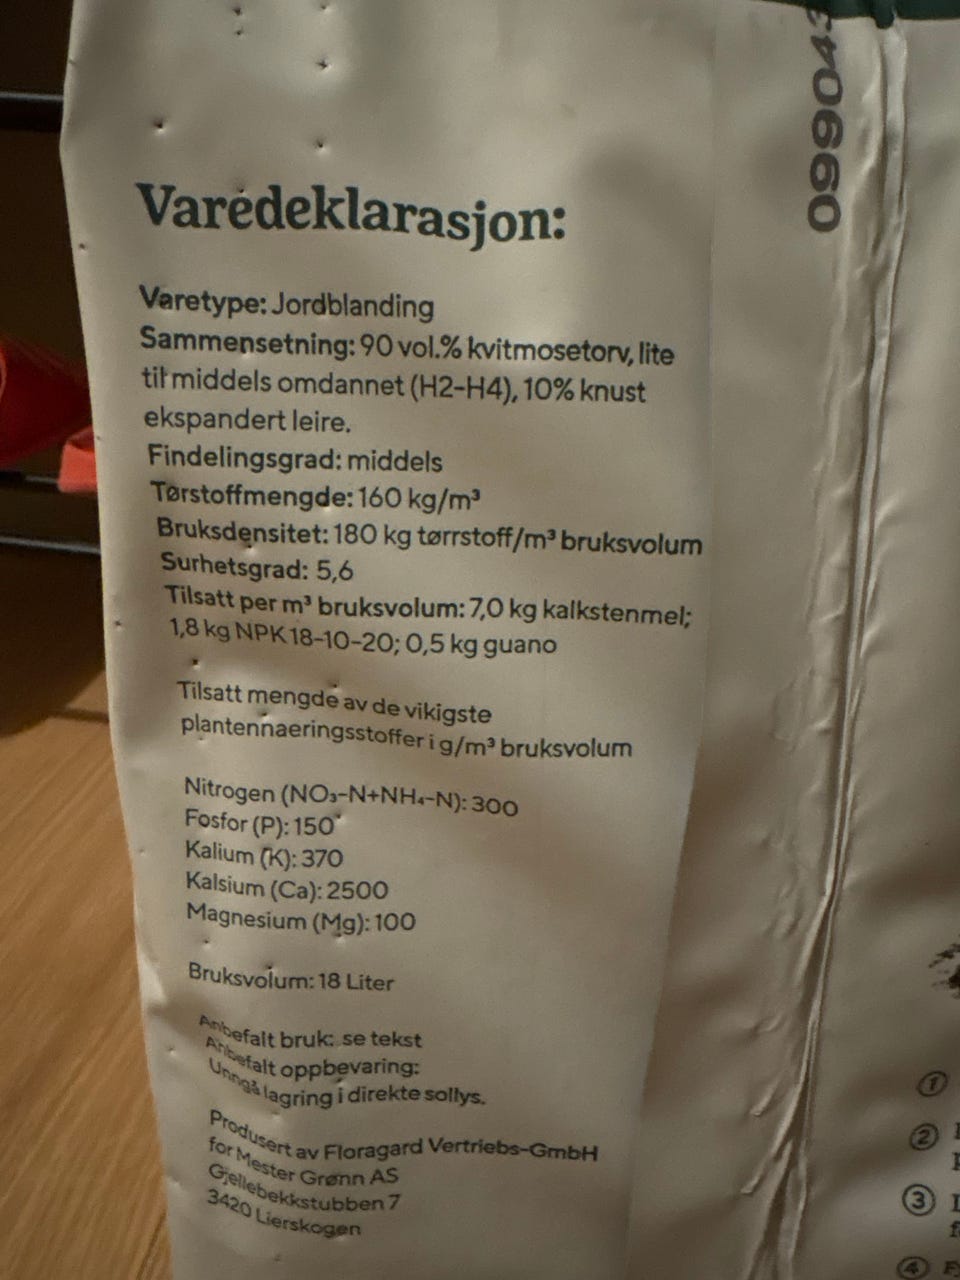 Varedeklarasjon:
Varetype: Jordblanding
Sammensetning: 90 vol.% kvitmosetorv, lite
til middels omdannet (H2-H4), 10% knust
ekspandert leire.
Findelingsgrad: middels
Tørstoffmengde: 160 kg/m³
Bruksdensitet: 180 kg tørrstoff/m³ bruksvolum
Surhetsgrad: 5,6
Tilsatt per m³ bruksvolum: 7,0 kg kalkstenmel;
1,8 kg NPK 18-10-20; 0,5 kg guano
Tilsatt mengde av de vikigste
plantennaeringsstoffer i g/m³ bruksvolum
Nitrogen (NO₃-N+NH₄-N): 300
Fosfor (P): 150
Kalium (K): 370
Kalsium (Ca): 2500
Magnesium (Mg): 100
Bruksvolum: 18 Liter
Anbefalt bruk: se tekst
Anbefalt oppbevaring:
Unngå lagring i direkte sollys.
Produsert av Floragard Vertriebs-GmbH
for Mester Grønn AS
Gjellebekkstubben 7
3420 Lierskogen
09904
1
2
3
4